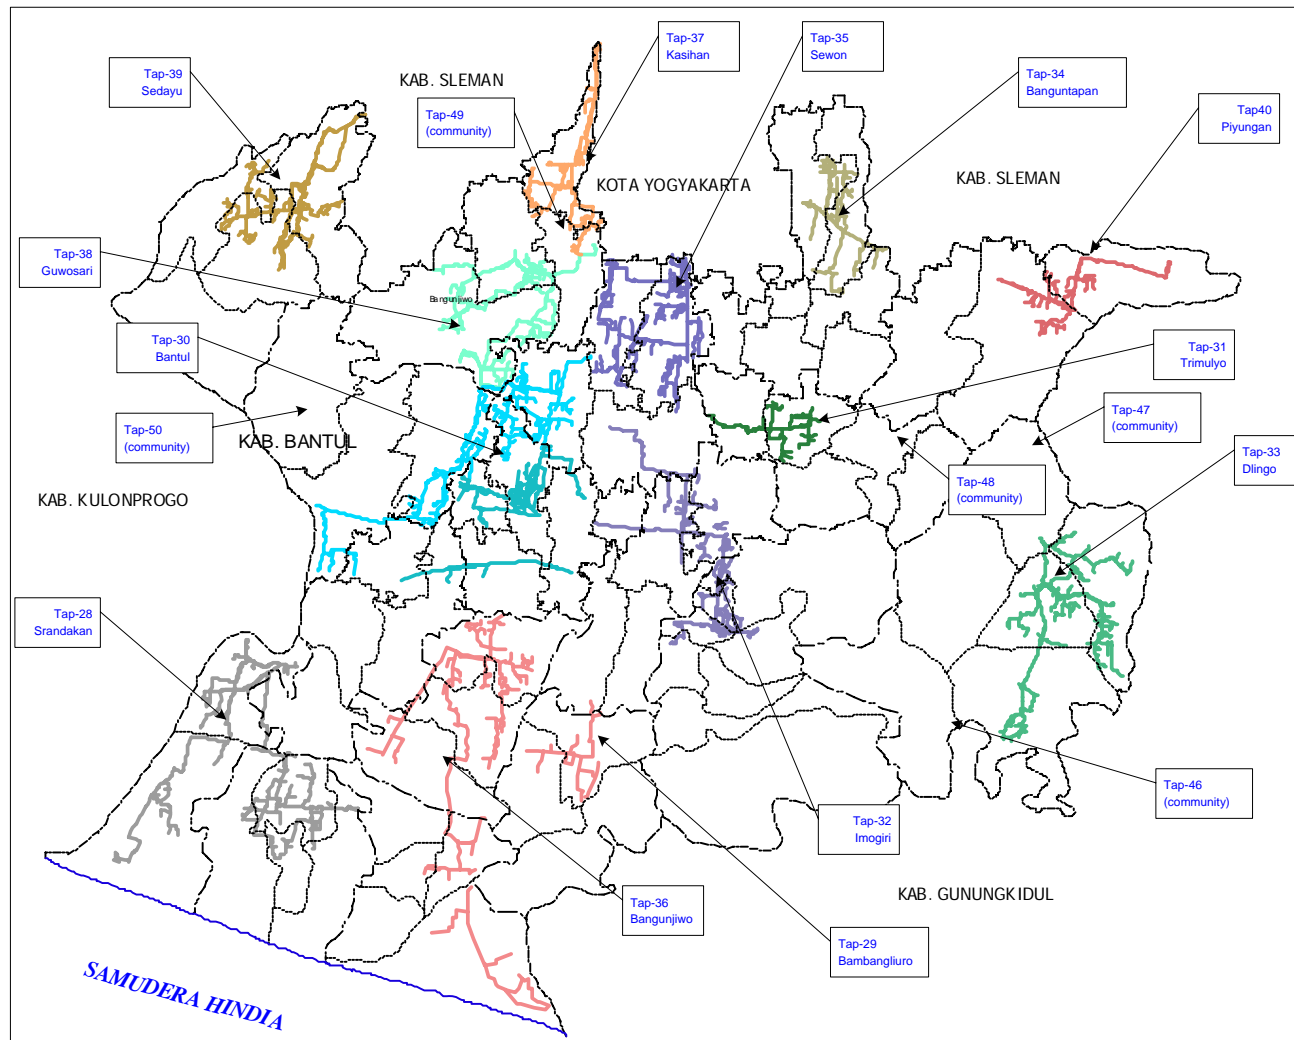 Tap-37
Kasihan
Tap-35
Sewon
Tap-39
Sedayu
KAB. SLEMAN
Tap-34
Banguntapan
Tap-49
(community)
Tap40
Piyungan
KOTA YOGYAKARTA
KAB. SLEMAN
Tap-38
Guwosari
Bangunjiwo
Tap-30
Bantul
Tap-31
Trimulyo
Tap-50
(community)
KAB. BANTUL
Tap-47
(community)
Tap-33
Dlingo
Tap-48
(community)
KAB. KULONPROGO
Tap-28
Srandakan
Tap-46
(community)
Tap-32
Imogiri
KAB. GUNUNGKIDUL
Tap-36
Bangunjiwo
Tap-29
Bambangliuro
SAMUDERA HINDIA